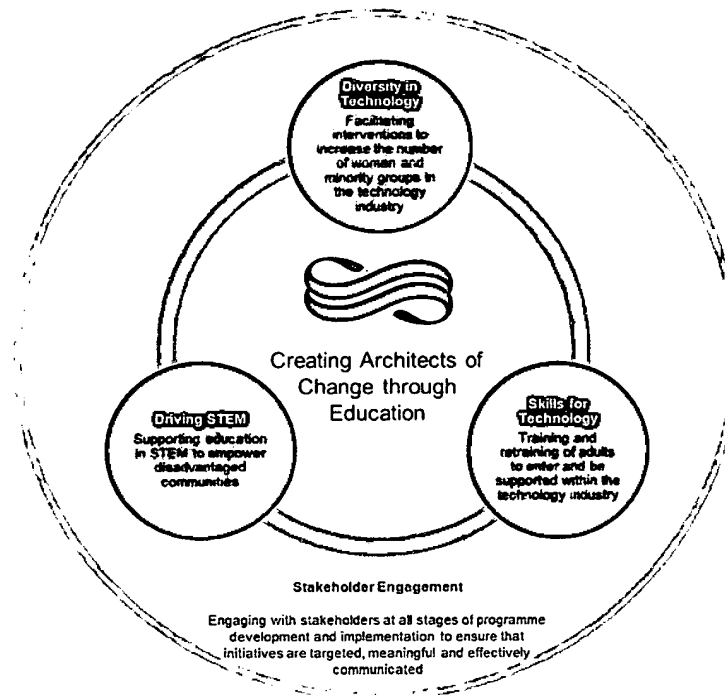 Diversity in
Technology
Facilitating
interventions to
increase the number
of women and
minority groups in
the technology
industry
Creating Architects of
Change through
Education
Driving STEM
Supporting education
in STEM to empower
disadvantaged
communities
Skills for
Technology
Training and
retraining of adults
to enter and be
supported within the
technology industry
Stakeholder Engagement
Engaging with stakeholders at all stages of programme
development and implementation to ensure that
initiatives are targeted, meaningful and effectively
communicated